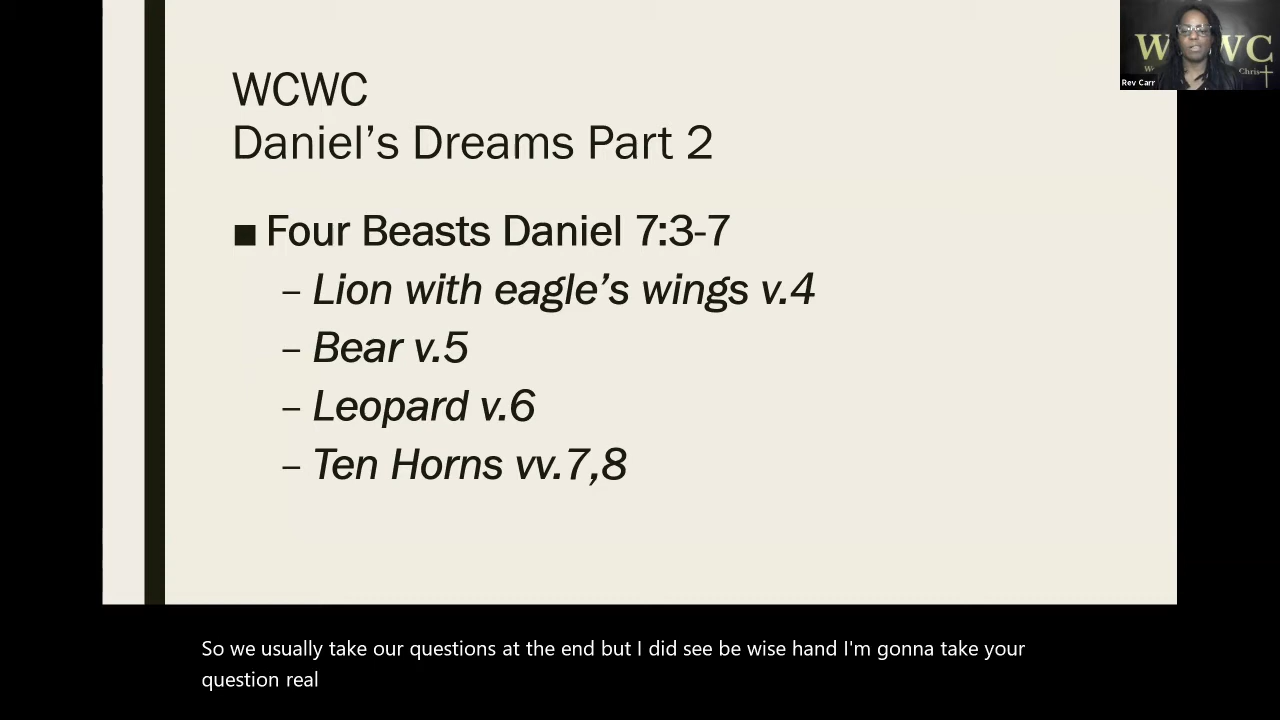 WCWC
Daniel's Dreams Part 2
■ Four Beasts Daniel 7:3-7
– Lion with eagle's wings v.4
– Bear v.5
– Leopard v.6
– Ten Horns vv.7,8
W VC
Chris
Rev Carr
So we usually take our questions at the end but I did see be wise hand I'm gonna take your
question real